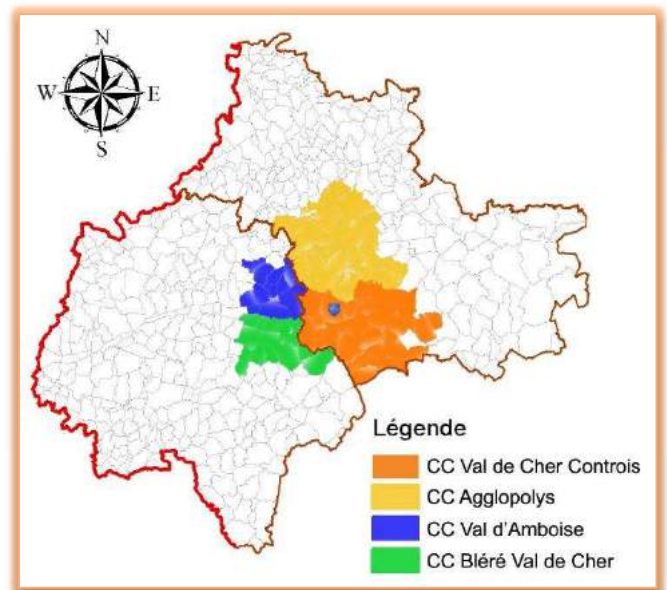 N
W E
S
Légende
CC Val de Cher Controis
CC Agglopolys
CC Val d'Amboise
CC Bléré Val de Cher